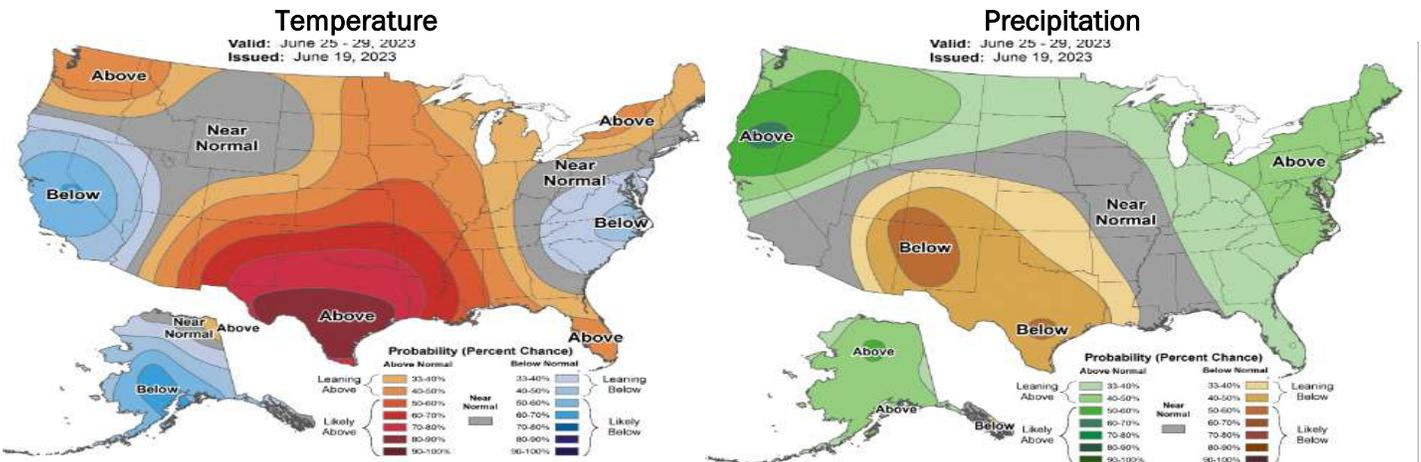 Temperature
Valid: June 25 - 29, 2023
Issued: June 19, 2023
Above
Near
Normal
Below
Above
Near
Normal
Below
Above
Above
Near
Normal
Above
Below
Probability (Percent Chance)
Above Normal
Below Normal
Leaning
Above
33-40%
40-50%
50-60%
60-70%
70-80%
80-90%
90-100%
Likely
Above
Near
Normal
33-40%
40-50%
50-60%
60-70%
70-80%
80-90%
90-100%
Leaning
Below
Likely
Below
Precipitation
Valid: June 25 - 29, 2023
Issued: June 19, 2023
Above
Above
Near
Normal
Below
Below
Above
Above
Below
Probability (Percent Chance)
Above Normal
Below Normal
Leaning
Above
33-40%
40-50%
50-60%
60-70%
70-80%
80-90%
90-100%
Likely
Above
Near
Normal
33-40%
40-50%
50-60%
60-70%
70-80%
80-90%
90-100%
Leaning
Below
Likely
Below